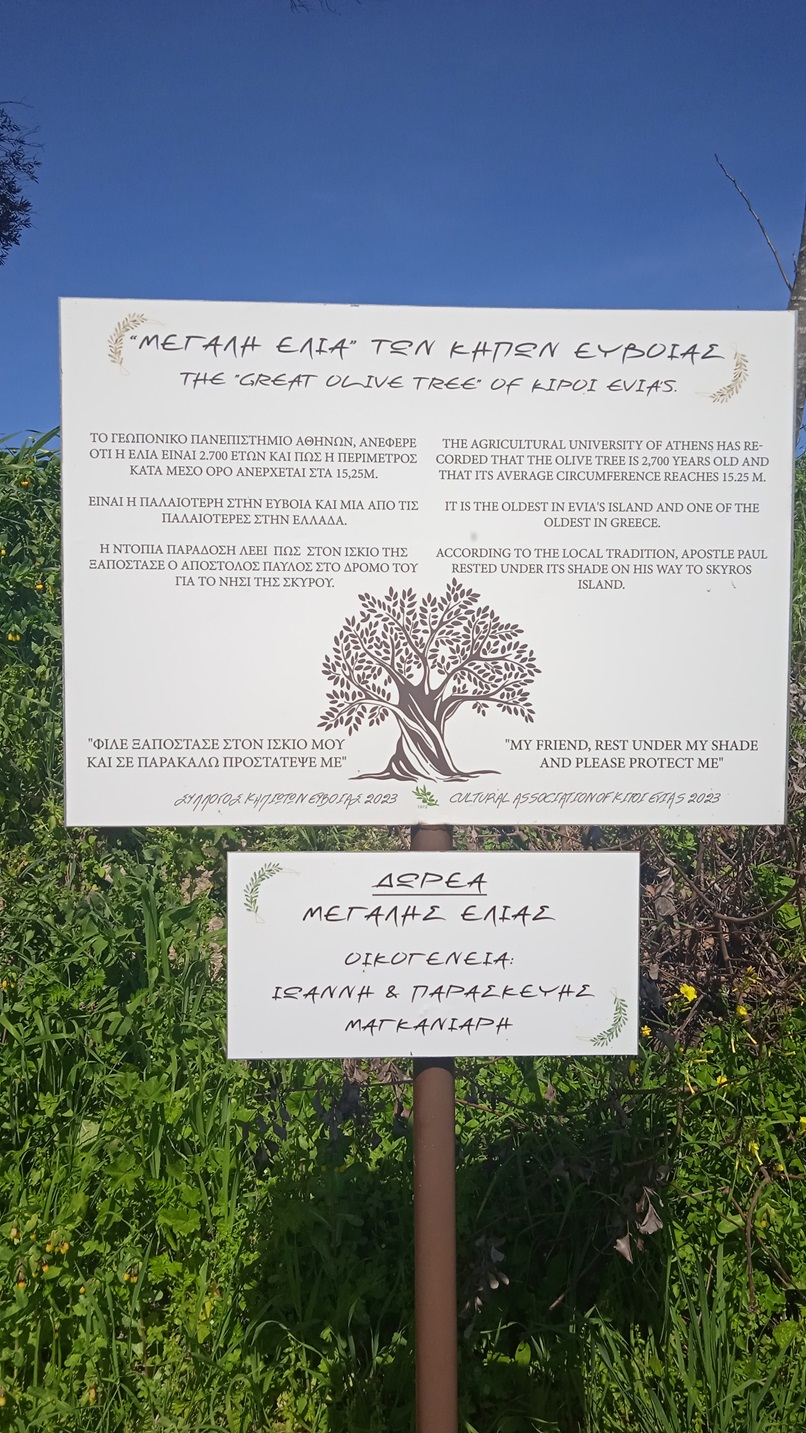 "ΜΕΓΑΛΗ ΕΛΙΑ" ΤΩΝ ΚΗΠΩΝ ΕΥΒΟΙΑΣ
THE "GREAT OLIVE TREE" OF KIPOI EVIA'S.
ΤΟ ΓΕΩΠΟΝΙΚΟ ΠΑΝΕΠΙΣΤΗΜΙΟ ΑΘΗΝΩΝ, ΑΝΕΦΕΡΕ
ΟΤΙ Η ΕΛΙΑ ΕΙΝΑΙ 2.700 ΕΤΩΝ ΚΑΙ ΠΩΣ Η ΠΕΡΙΜΕΤΡΟΣ
ΚΑΤΑ ΜΕΣΟ ΟΡΟ ΑΝΕΡΧΕΤΑΙ ΣΤΑ 15,25Μ.
ΕΙΝΑΙ Η ΠΑΛΑΙΟΤΕΡΗ ΣΤΗΝ ΕΥΒΟΙΑ ΚΑΙ ΜΙΑ ΑΠΟ ΤΙΣ
ΠΑΛΑΙΟΤΕΡΕΣ ΣΤΗΝ ΕΛΛΑΔΑ.
Η ΝΤΟΠΙΑ ΠΑΡΑΔΟΣΗ ΛΕΕΙ ΠΩΣ ΣΤΟΝ ΙΣΚΙΟ ΤΗΣ
ΞΑΠΟΣΤΑΣΕ Ο ΑΠΟΣΤΟΛΟΣ ΠΑΥΛΟΣ ΣΤΟ ΔΡΟΜΟ ΤΟΥ
ΓΙΑ ΤΟ ΝΗΣΙ ΤΗΣ ΣΚΥΡΟΥ.
THE AGRICULTURAL UNIVERSITY OF ATHENS HAS RE-
CORDED THAT THE OLIVE TREE IS 2,700 YEARS OLD AND
THAT ITS AVERAGE CIRCUMFERENCE REACHES 15.25 M.
IT IS THE OLDEST IN EVIA'S ISLAND AND ONE OF THE
OLDEST IN GREECE.
ACCORDING TO THE LOCAL TRADITION, APOSTLE PAUL
RESTED UNDER ITS SHADE ON HIS WAY TO SKYROS
ISLAND.
"ΦΙΛΕ ΞΑΠΟΣΤΑΣΕ ΣΤΟΝ ΙΣΚΙΟ ΜΟΥ
ΚΑΙ ΣΕ ΠΑΡΑΚΑΛΩ ΠΡΟΣΤΑΤΕΨΕ ΜΕ"
"MY FRIEND, REST UNDER MY SHADE
AND PLEASE PROTECT ME"
ΣΥΛΛΟΓΟΣ ΚΗΠΙΩΤΩΝ ΕΥΒΟΙΑΣ 2023
CULTURAL ASSOCIATION OF KIPOI EVIAS 2023
ΔΩΡΕΑ
ΜΕΓΑΛΗΣ ΕΛΙΑΣ
ΟΙΚΟΓΕΝΕΙΑ:
ΙΩΑΝΝΗ & ΠΑΡΑΣΚΕΥΗΣ
ΜΑΓΚΑΝΙΑΡΗ